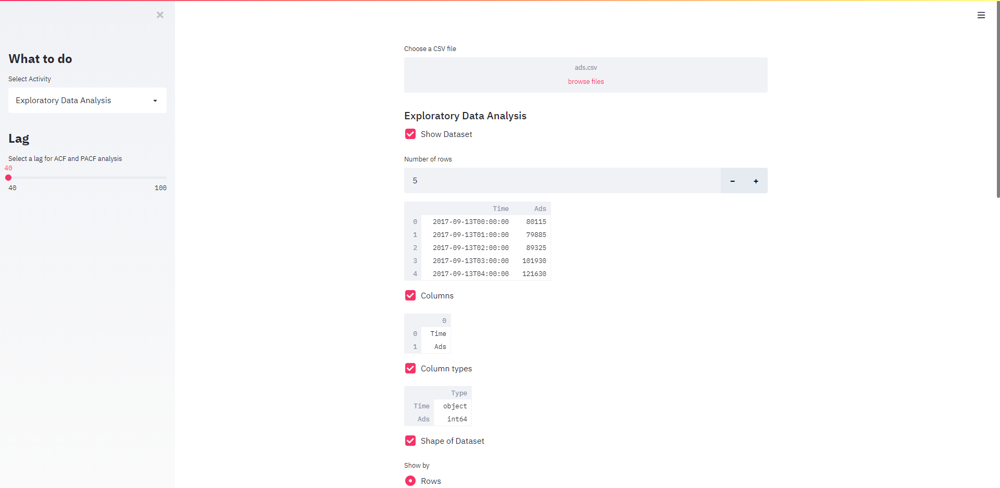 What to do
Select Activity
Exploratory Data Analysis
Lag
Select a lag for ACF and PACF analysis
40
40 100
Choose a CSV file
ads.csv
browse files
Exploratory Data Analysis
Show Dataset
Number of rows
5 - +
Time Ads
0 2017-09-13T00:00:00 80115
1 2017-09-13T01:00:00 79885
2 2017-09-13T02:00:00 89325
3 2017-09-13T03:00:00 101930
4 2017-09-13T04:00:00 121630
Columns
0
0 Time
1 Ads
Column types
Type
Time object
Ads int64
Shape of Dataset
Show by
Rows